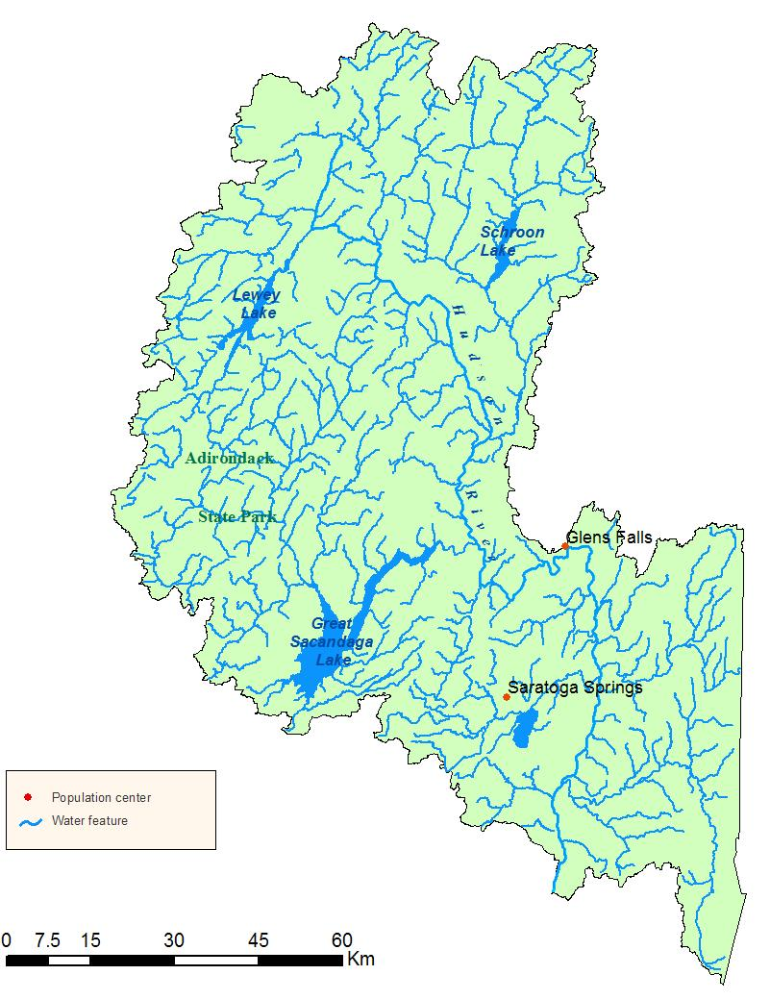 Schroon
Lake
Lewey
Lake
Hudson
River
Adirondack
State Park
Glens Falls
Great
Sacandaga
Lake
Saratoga Springs
Population center
Water feature
0 7.5 15 30 45 60
Km